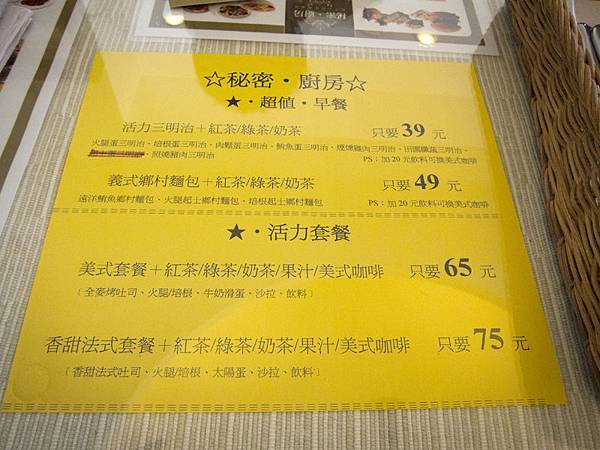 ☆秘密・廚房☆
★・超值・早餐
活力三明治＋紅茶/綠茶/奶茶 只要 39 元
火腿蛋三明治、培根蛋三明治、肉鬆蛋三明治、鮪魚蛋三明治、煙燻雞肉三明治、田園纖蔬三明治、
、照燒豬肉三明治 PS：加 20 元飲料可換美式咖啡
義式鄉村麵包＋紅茶/綠茶/奶茶 只要 49 元
遠洋鮪魚鄉村麵包、火腿起士鄉村麵包、培根起士鄉村麵包 PS：加 20 元飲料可換美式咖啡
★・活力套餐
美式套餐＋紅茶/綠茶/奶茶/果汁/美式咖啡 只要 65 元
﹝全麥烤吐司、火腿/培根、牛奶滑蛋、沙拉、飲料﹞
香甜法式套餐＋紅茶/綠茶/奶茶/果汁/美式咖啡 只要 75 元
﹝香甜法式吐司、火腿/培根、太陽蛋、沙拉、飲料﹞